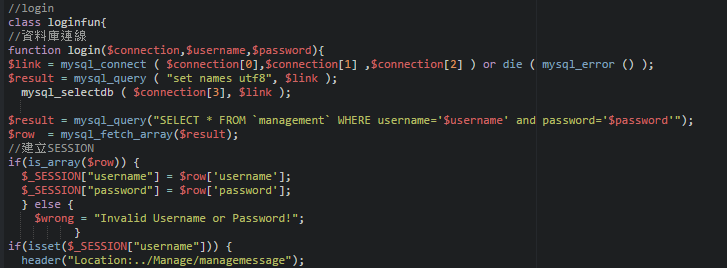 //login
class loginfun{
//資料庫連線
function login($connection,$username,$password){
$link = mysql_connect ( $connection[0],$connection[1] ,$connection[2] ) or die ( mysql_error () );
$result = mysql_query ( "set names utf8", $link );
mysql_selectdb ( $connection[3], $link );
$result = mysql_query("SELECT * FROM `management` WHERE username='$username' and password='$password'");
$row  = mysql_fetch_array($result);
//建立SESSION
if(is_array($row)) {
$_SESSION["username"] = $row['username'];
$_SESSION["password"] = $row['password'];
} else {
$wrong = "Invalid Username or Password!";
}
if(isset($_SESSION["username"])) {
header("Location:../Manage/managemessage");